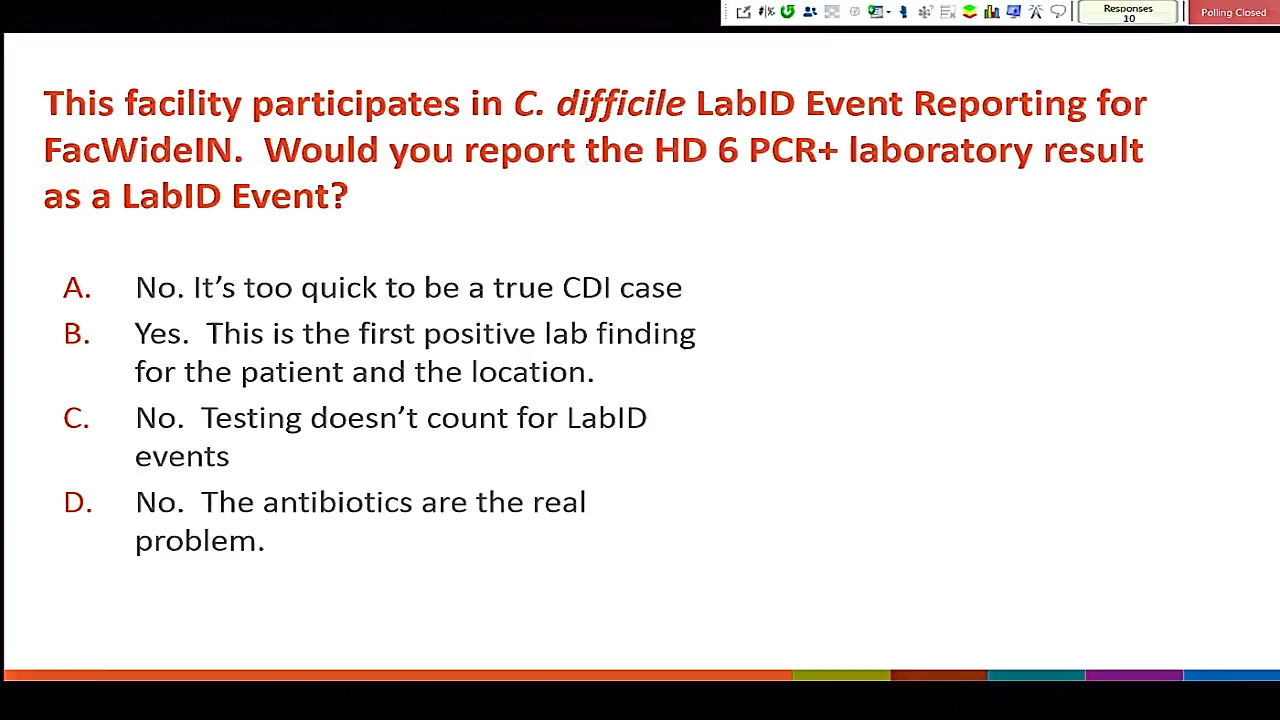 Responses
10
Polling Closed
This facility participates in C. difficile LabID Event Reporting for
FacWideIN. Would you report the HD 6 PCR+ laboratory result
as a LabID Event?
A. No. It’s too quick to be a true CDI case
B. Yes. This is the first positive lab finding
for the patient and the location.
C. No. Testing doesn’t count for LabID
events
D. No. The antibiotics are the real
problem.